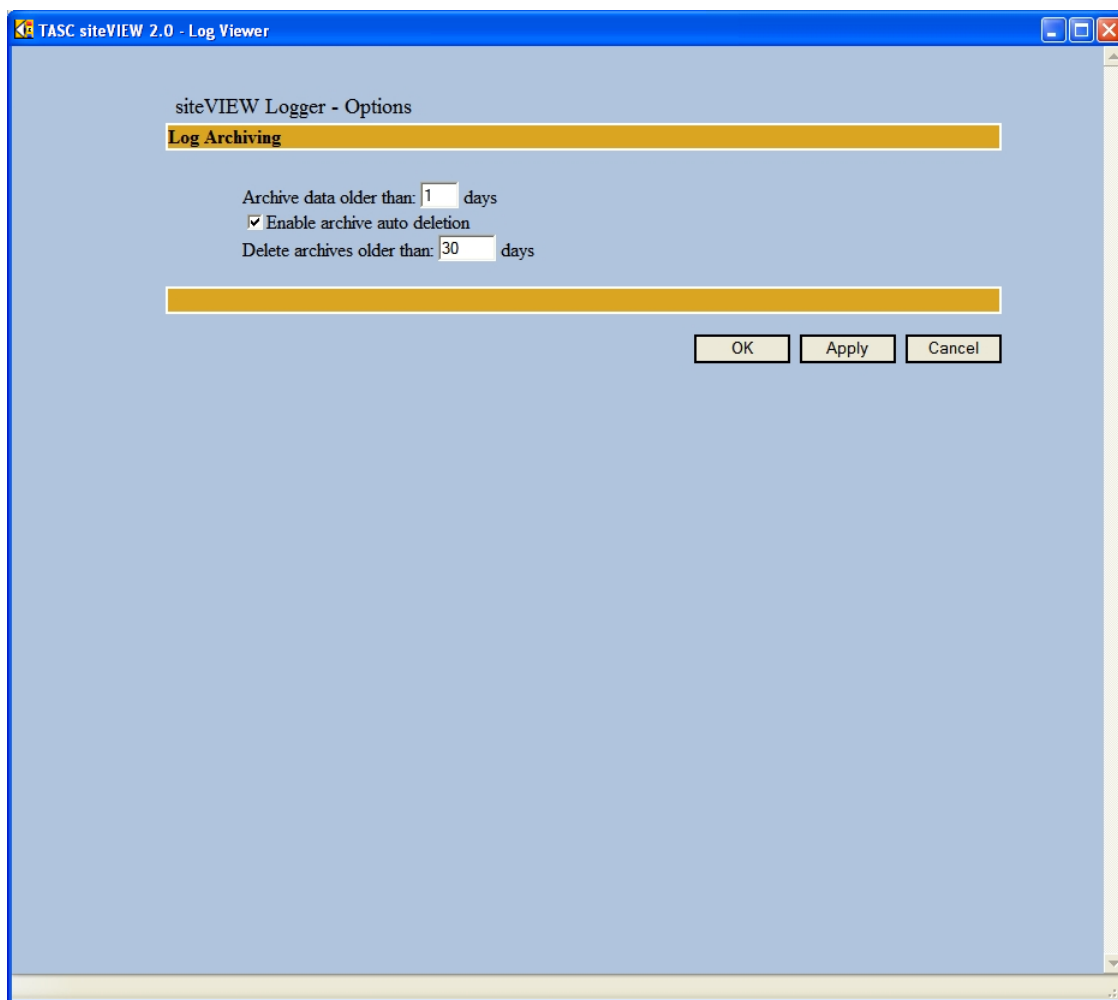 TASC siteVIEW 2.0 - Log Viewer
siteVIEW Logger - Options
Log Archiving
Archive data older than: 1 days
Enable archive auto deletion
Delete archives older than: 30 days
OK Apply Cancel